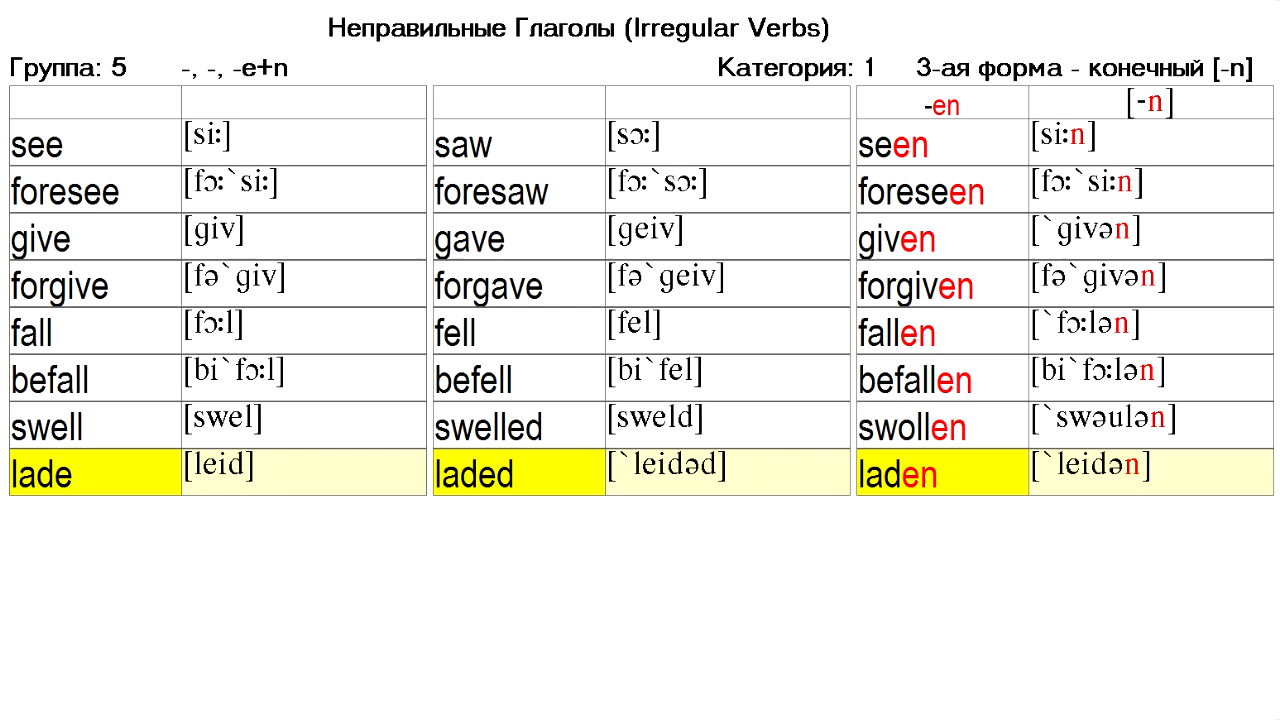 Неправильные Глаголы (Irregular Verbs)
Группа: 5 -, -, -e+n Категория: 1 3-ая форма - конечный [-n]
-en [-n]
see [si:] saw [sɔ:] seen [si:n]
foresee [fɔ:`si:] foresaw [fɔ:`sɔ:] foreseen [fɔ:`si:n]
give [giv] gave [geiv] given [`givən]
forgive [fə`giv] forgave [fə`geiv] forgiven [fə`givən]
fall [fɔ:l] fell [fel] fallen [`fɔ:lən]
befall [bi`fɔ:l] befell [bi`fel] befallen [bi`fɔ:lən]
swell [swel] swelled [sweld] swollen [`swəulən]
lade [leid] laded [`leidəd] laden [`leidən]